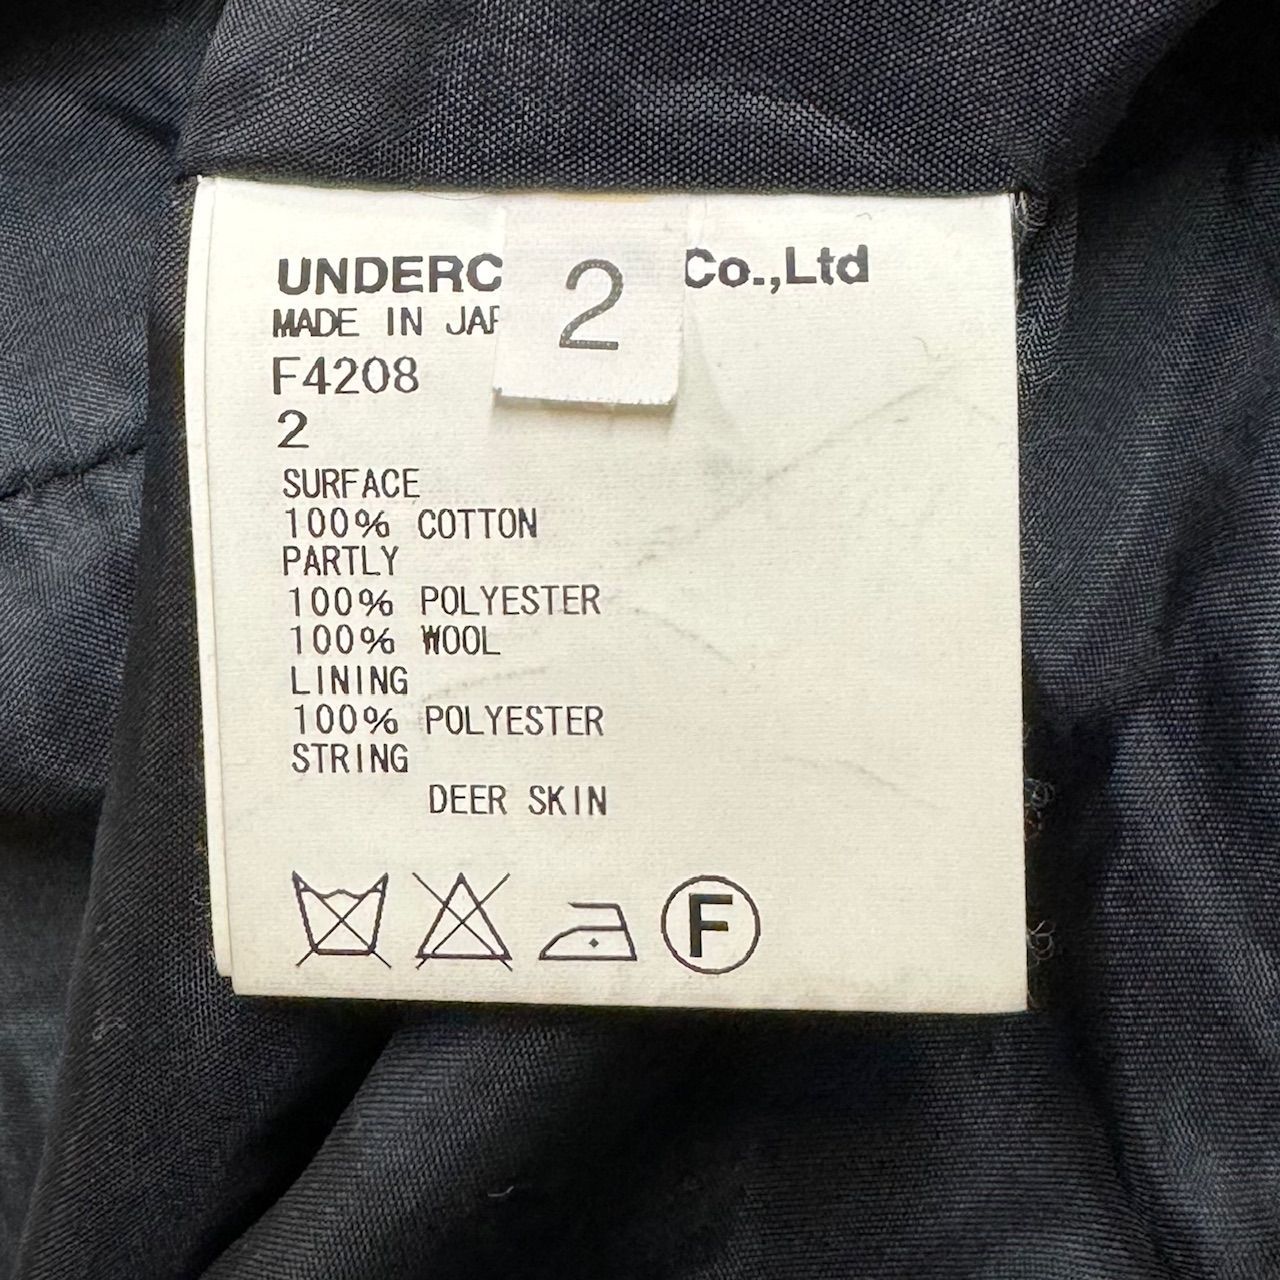 UNDERC Co.,Ltd
2
MADE IN JAP
F4208
2
SURFACE
100% COTTON
PARTLY
100% POLYESTER
100% WOOL
LINING
100% POLYESTER
STRING
DEER SKIN
F